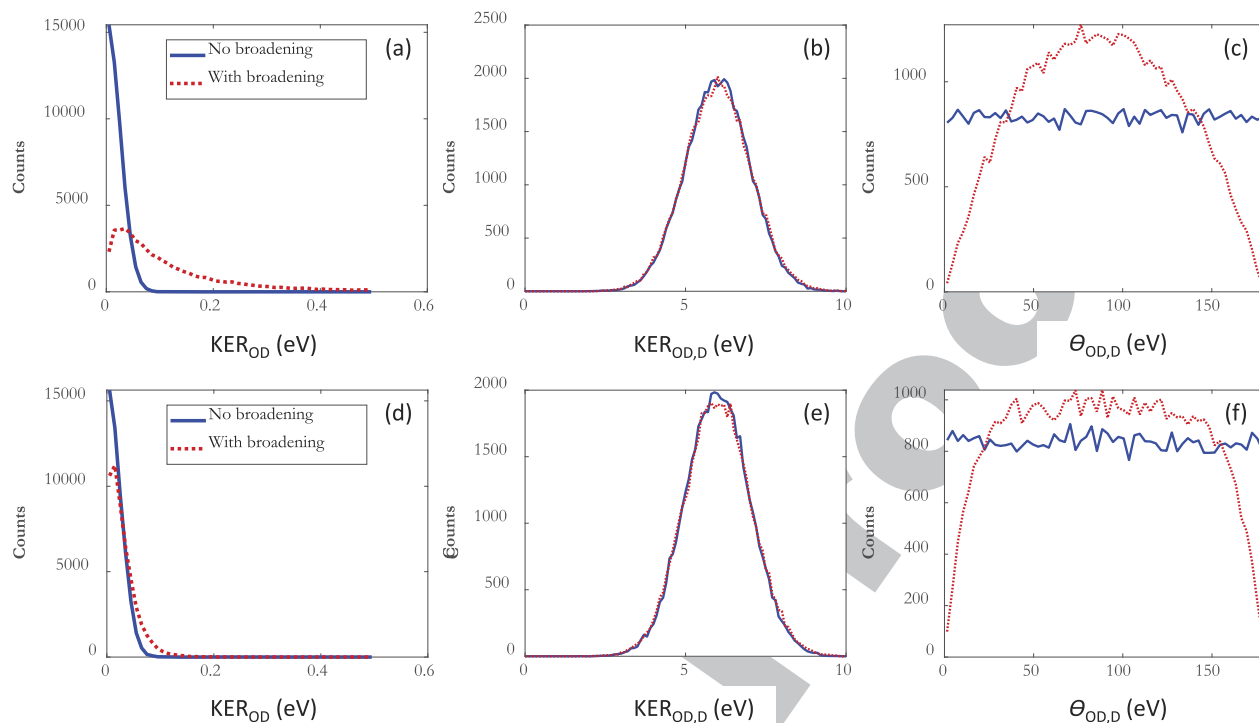 (a)
No broadening
With broadening
Counts
15000
10000
5000
0
0
0.2
0.4
0.6
KER_OD (eV)
(b)
Counts
2500
2000
1500
1000
500
0
0
5
10
KER_OD,D (eV)
(c)
Counts
1000
500
0
0
50
100
150
Θ_OD,D (eV)
(d)
No broadening
With broadening
Counts
15000
10000
5000
0
0
0.2
0.4
0.6
KER_OD (eV)
(e)
Counts
2000
1500
1000
500
0
0
5
10
KER_OD,D (eV)
(f)
Counts
1000
800
600
400
200
0
0
50
100
150
Θ_OD,D (eV)